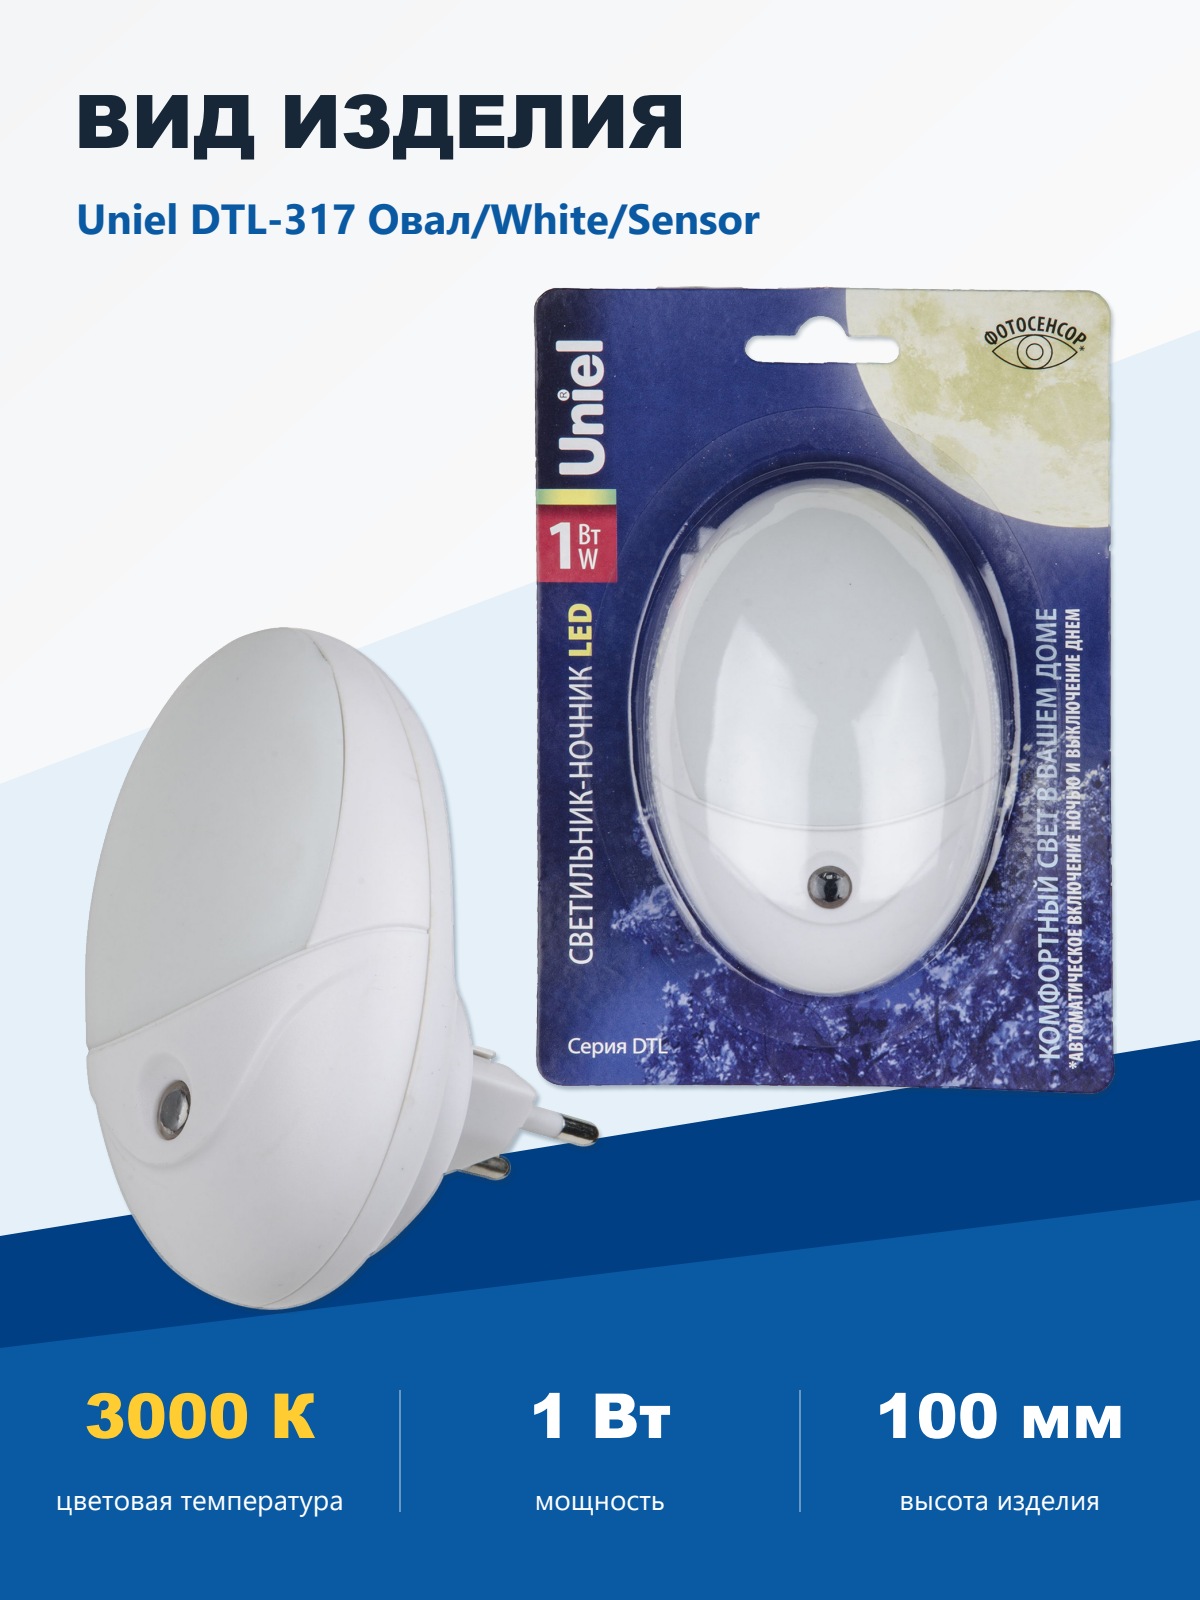 ВИД ИЗДЕЛИЯ
Uniel DTL-317 Овал/White/Sensor
ФОТОСЕНСОР*
Uniel®
1 Вт W
СВЕТИЛЬНИК-НОЧНИК LED
Серия DTL
КОМФОРТНЫЙ СВЕТ В ВАШЕМ ДОМЕ
*АВТОМАТИЧЕСКОЕ ВКЛЮЧЕНИЕ НОЧЬЮ И ВЫКЛЮЧЕНИЕ ДНЕМ
3000 К
цветовая температура
1 Вт
мощность
100 мм
высота изделия